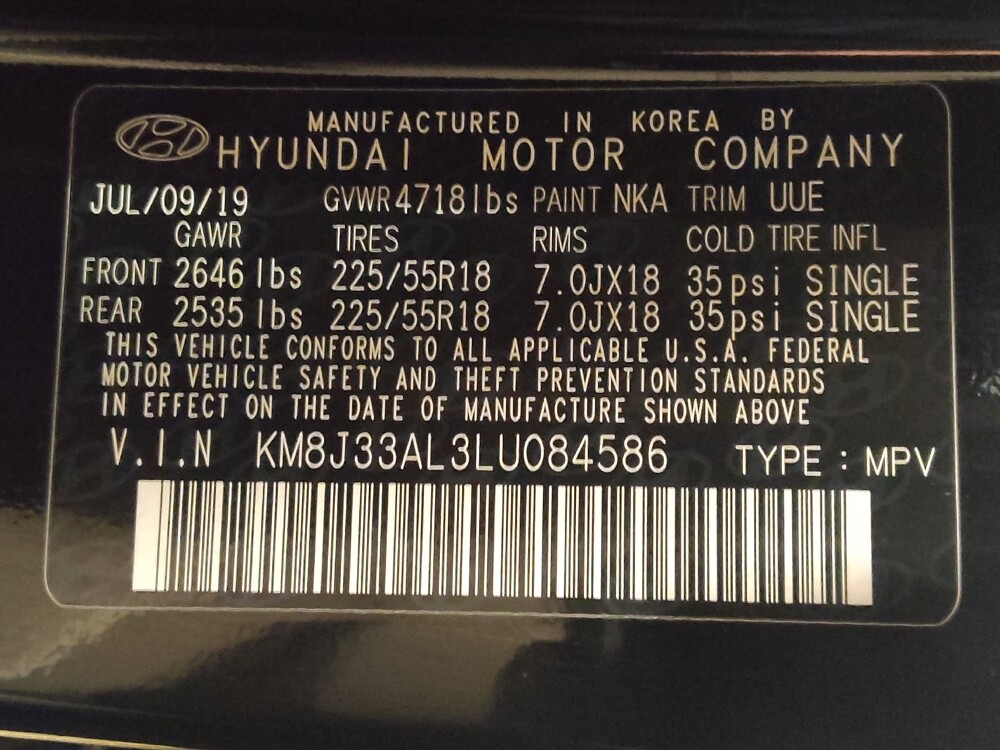 MANUFACTURED IN KOREA BY
HYUNDAI MOTOR COMPANY
JUL/09/19 GVWR 4718lbs PAINT NKA TRIM UUE
GAWR TIRES RIMS COLD TIRE INFL
FRONT 2646 lbs 225/55R18 7.0JX18 35psi SINGLE
REAR 2535 lbs 225/55R18 7.0JX18 35psi SINGLE
THIS VEHICLE CONFORMS TO ALL APPLICABLE U.S.A. FEDERAL
MOTOR VEHICLE SAFETY AND THEFT PREVENTION STANDARDS
IN EFFECT ON THE DATE OF MANUFACTURE SHOWN ABOVE
V.I.N KM8J33AL3LU084586 TYPE : MPV